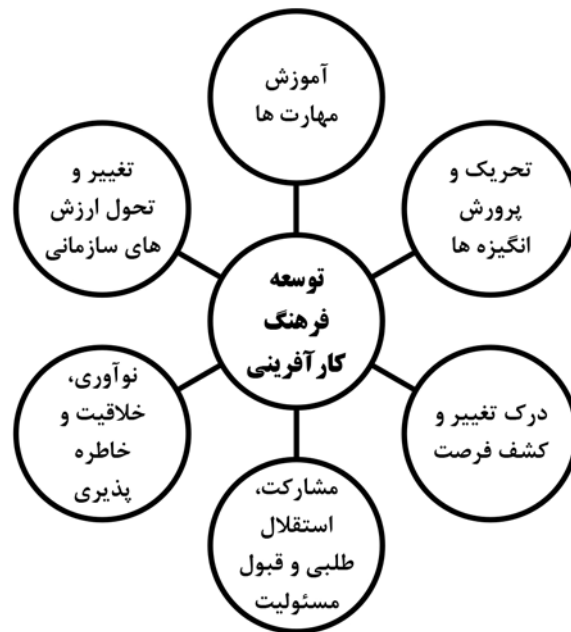 آموزش
مهارت ها
تحریک و
پرورش
انگیزه ها
درک تغییر و
کشف فرصت
مشارکت،
استقلال
طلبی و قبول
مسئولیت
نوآوری،
خلاقیت و
خاطره
پذیری
تغییر و
تحول ارزش
های سازمانی
توسعه
فرهنگ
کارآفرینی